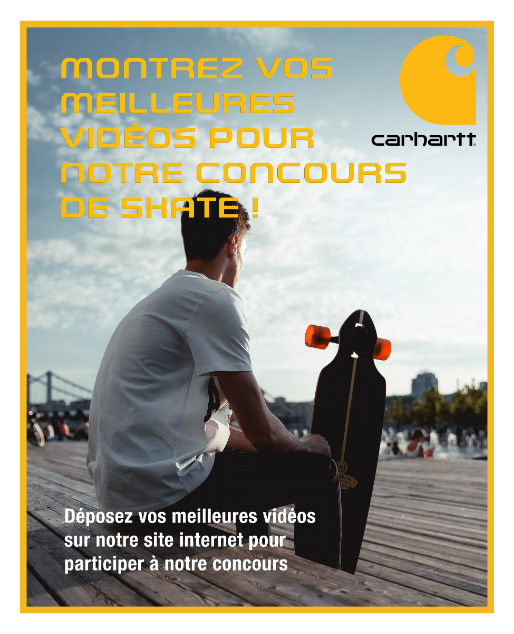 MONTREZ VOS
MEILLEURES
VIDÉOS POUR
NOTRE CONCOURS
DE SKATE !
carhartt
Déposez vos meilleures vidéos
sur notre site internet pour
participer à notre concours